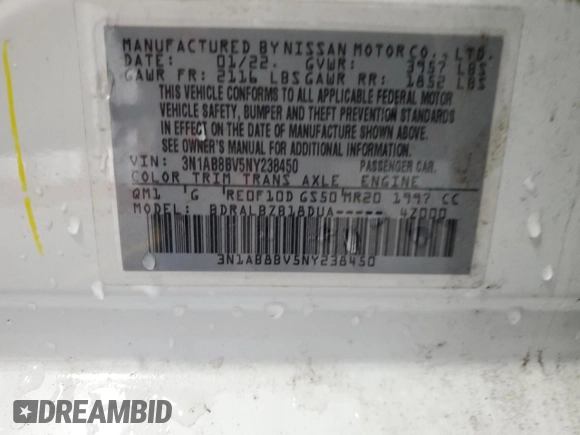 MANUFACTURED BY NISSAN MOTOR CO., LTD.
DATE: 01/22. GVWR: LBS
GAWR FR: 2116 LBS GAWR RR: 1852 LBS
THIS VEHICLE CONFORMS TO ALL APPLICABLE FEDERAL MOTOR
VEHICLE SAFETY, BUMPER AND THEFT PREVENTION STANDARDS
IN EFFECT ON THE DATE OF MANUFACTURE SHOWN ABOVE.
SEE OWNER'S MANUAL FOR ADDITIONAL INFORMATION.
VIN: 3N1AB8BV5NY238450 PASSENGER CAR.
COLOR TRIM TRANS AXLE ENGINE
QM1 G RE0F10D GS50 MR20 1997 CC
MODEL: BDRALBZB18DUA----- 4Z000
3N1AB8BV5NY238450
DREAMBID